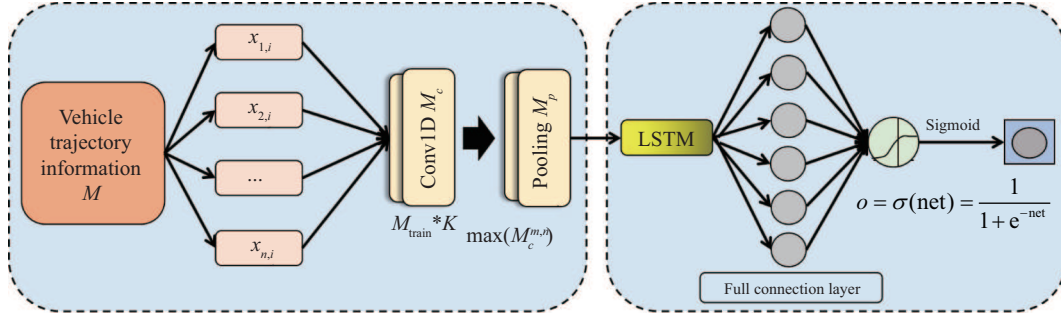 Vehicle
trajectory
information
M
x1,i
x2,i
...
xn,i
Conv1D Mc
Mtrain*K
Pooling Mp
max(Mc^m,n)
LSTM
Full connection layer
Sigmoid
o = σ(net) = 1 / (1 + e^−net)